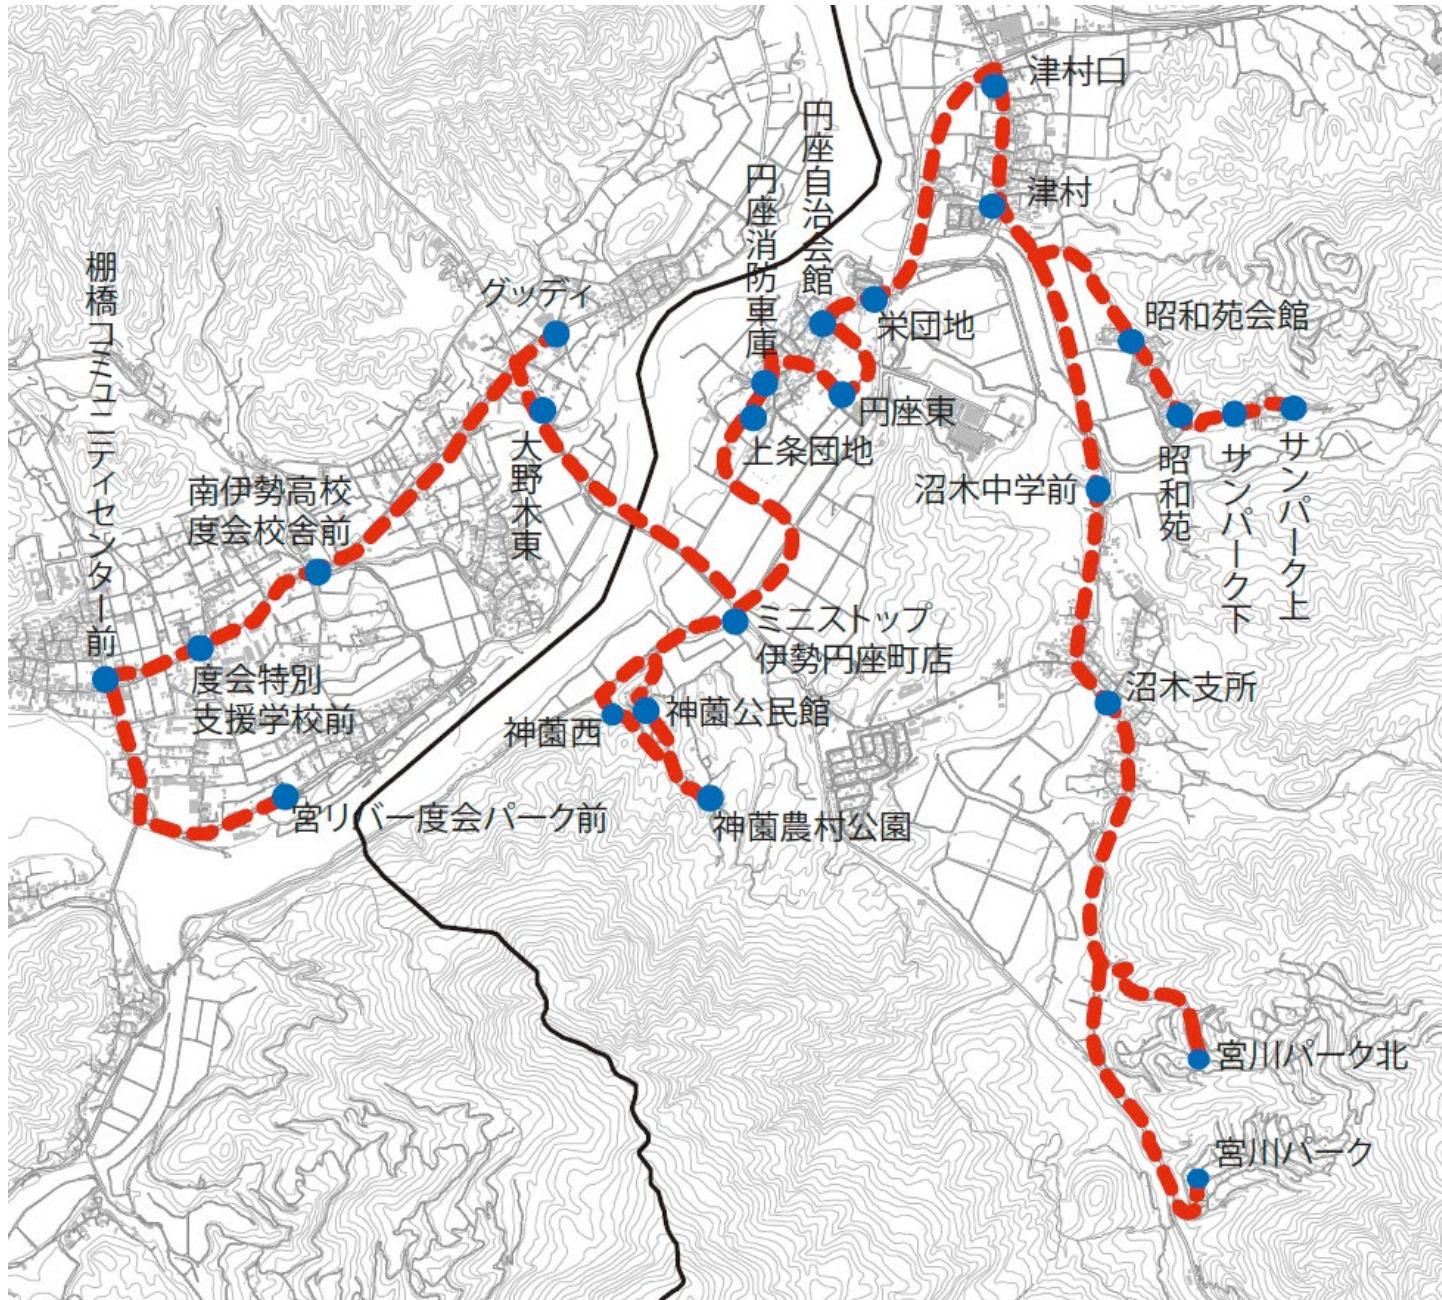 津村口
円座自治会館
円座消防車庫
津村
棚橋コミュニティセンター前
グッディ
栄団地
昭和苑会館
円座東
大野木東
上条団地
昭和苑
サンパーク下
サンパーク上
南伊勢高校
度会校舎前
沼木中学前
ミニストップ
伊勢円座町店
度会特別
支援学校前
沼木支所
神薗西
神薗公民館
宮リバー度会パーク前
神薗農村公園
宮川パーク北
宮川パーク